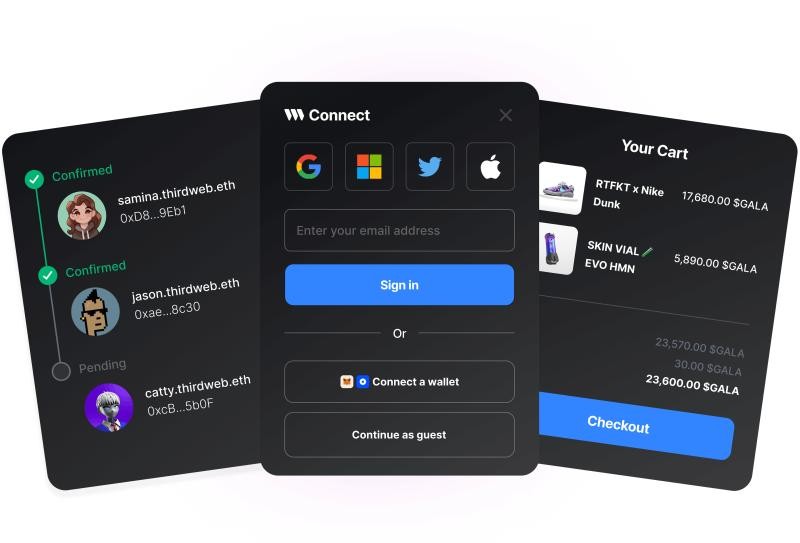 Confirmed
samina.thirdweb.eth
0xD8...9Eb1
Confirmed
jason.thirdweb.eth
0xae...8c30
Pending
catty.thirdweb.eth
0xcB...5b0F
Connect
Enter your email address
Sign in
Or
Connect a wallet
Continue as guest
Your Cart
RTFKT x Nike
Dunk
17,680.00 $GALA
SKIN VIAL
EVO HMN
5,890.00 $GALA
23,570.00 $GALA
30.00 $GALA
23,600.00 $GALA
Checkout